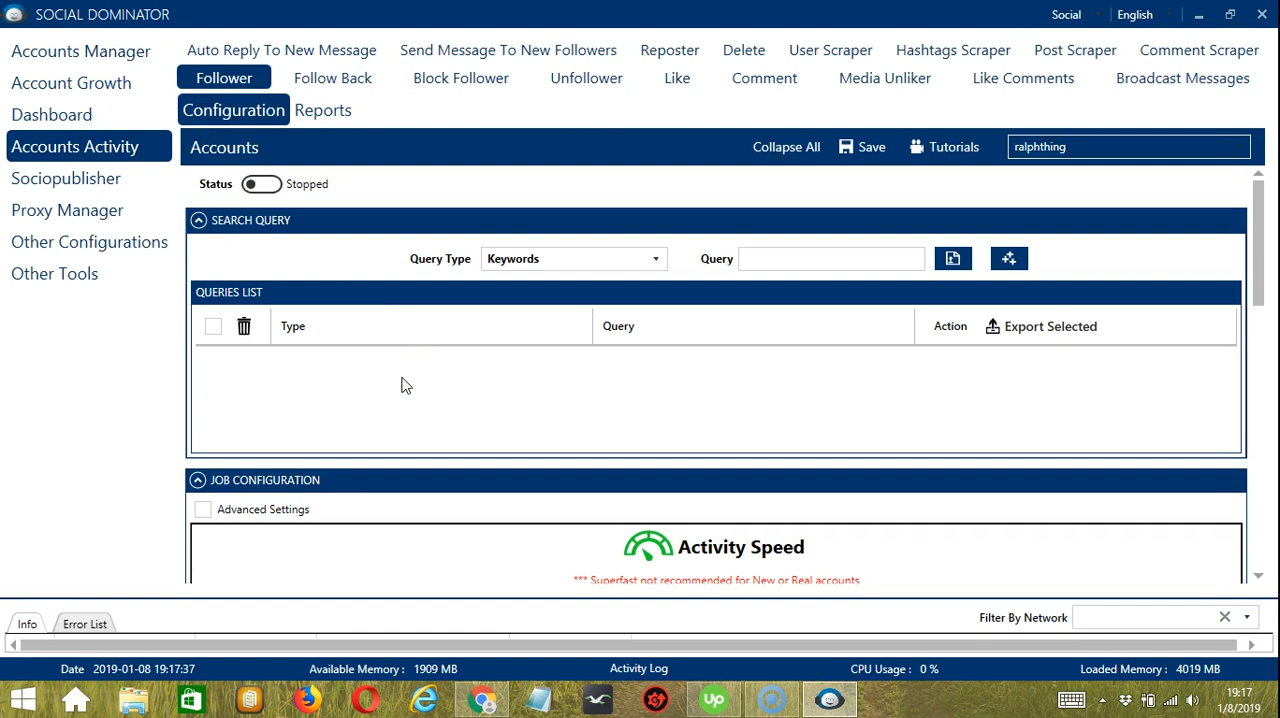 SOCIAL DOMINATOR
Social
English
Accounts Manager
Account Growth
Dashboard
Accounts Activity
Sociopublisher
Proxy Manager
Other Configurations
Other Tools
Auto Reply To New Message Send Message To New Followers Reposter Delete User Scraper Hashtags Scraper Post Scraper Comment Scraper
Follower Follow Back Block Follower Unfollower Like Comment Media Unliker Like Comments Broadcast Messages
Configuration Reports
Accounts
Collapse All Save Tutorials ralphthing
Status Stopped
SEARCH QUERY
Query Type Keywords Query
QUERIES LIST
Type Query Action Export Selected
JOB CONFIGURATION
Advanced Settings
Activity Speed
*** Superfast not recommended for New or Real accounts
Info Error List
Filter By Network
Date 2019-01-08 19:17:37 Available Memory : 1909 MB Activity Log CPU Usage : 0 % Loaded Memory : 4019 MB
up
19:17
1/8/2019